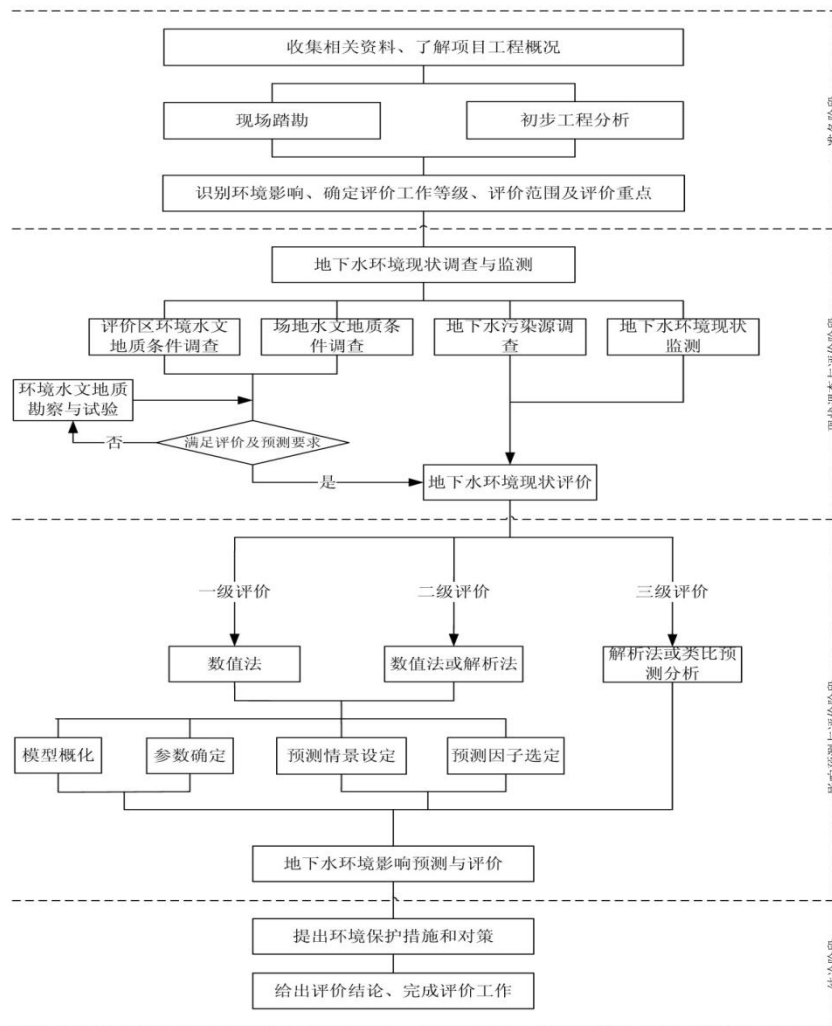 收集相关资料、了解项目工程概况
现场踏勘
初步工程分析
识别环境影响、确定评价工作等级、评价范围及评价重点
地下水环境现状调查与监测
评价区环境水文
地质条件调查
场地水文地质条
件调查
地下水污染源调
查
地下水环境现状
监测
环境水文地质
勘察与试验
否
满足评价及预测要求
是
地下水环境现状评价
一级评价
二级评价
三级评价
数值法
数值法或解析法
解析法或类比预
测分析
模型概化
参数确定
预测情景设定
预测因子选定
地下水环境影响预测与评价
提出环境保护措施和对策
给出评价结论、完成评价工作